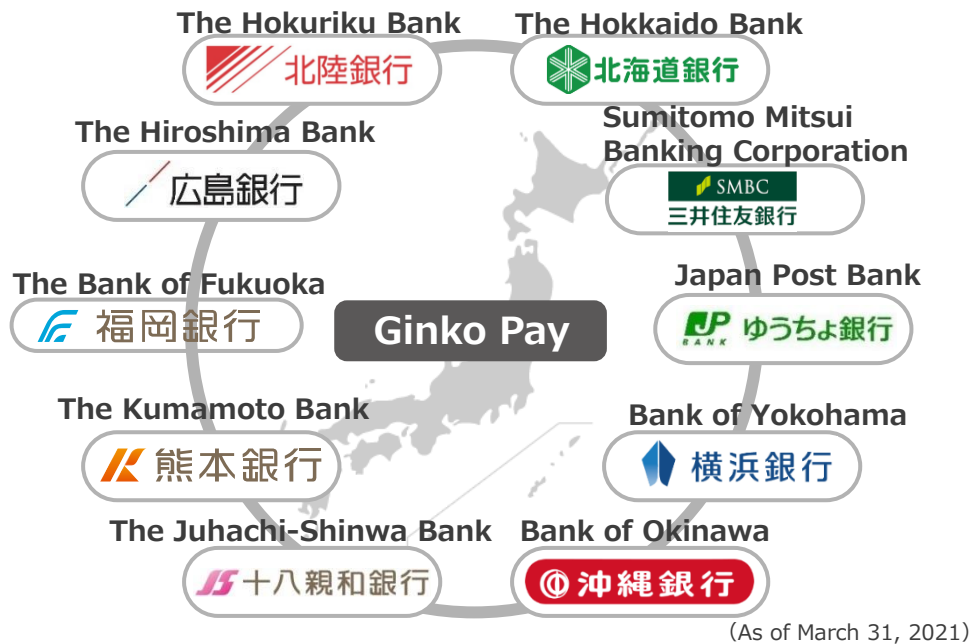 The Hokuriku Bank
北陸銀行
The Hokkaido Bank
北海道銀行
The Hiroshima Bank
広島銀行
Sumitomo Mitsui
Banking Corporation
SMBC
三井住友銀行
The Bank of Fukuoka
福岡銀行
Ginko Pay
Japan Post Bank
JP
BANK
ゆうちょ銀行
The Kumamoto Bank
熊本銀行
Bank of Yokohama
横浜銀行
The Juhachi-Shinwa Bank
十八親和銀行
Bank of Okinawa
沖縄銀行
(As of March 31, 2021)